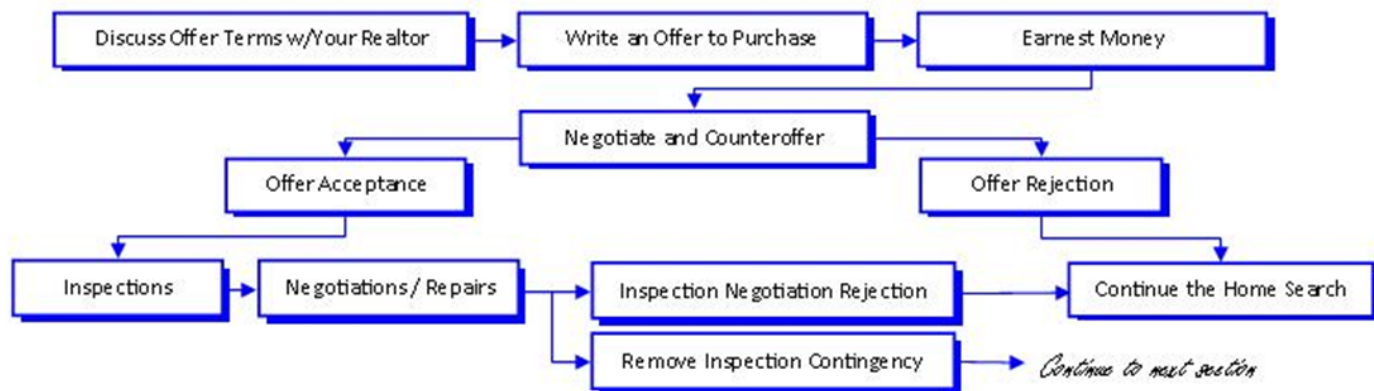 Discuss Offer Terms w/Your Realtor
Write an Offer to Purchase
Earnest Money
Negotiate and Counteroffer
Offer Acceptance
Offer Rejection
Inspections
Negotiations / Repairs
Inspection Negotiation Rejection
Continue the Home Search
Remove Inspection Contingency
Continue to next section